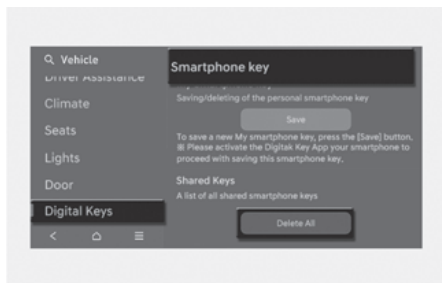 Vehicle
Driver Assistance
Climate
Seats
Lights
Door
Digital Keys
Smartphone key
Saving/deleting of the personal smartphone key
Save
To save a new My smartphone key, press the [Save] button,
※ Please activate the Digitak Key App your smartphone to
proceed with saving this smartphone key,
Shared Keys
A list of all shared smartphone keys
Delete All